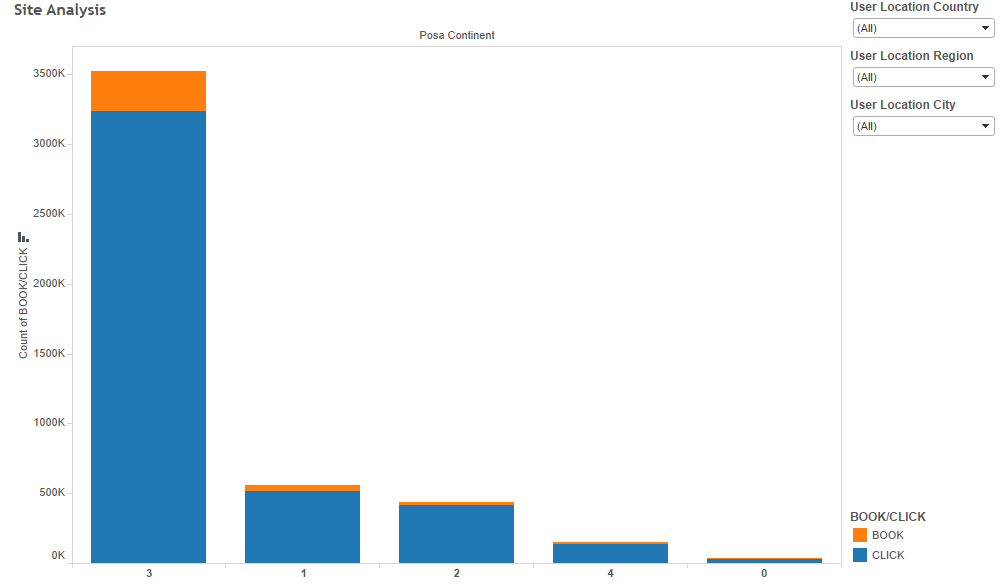 Site Analysis
Posa Continent
Count of BOOK/CLICK
3500K
3000K
2500K
2000K
1500K
1000K
500K
0K
3
1
2
4
0
User Location Country
(All)
User Location Region
(All)
User Location City
(All)
BOOK/CLICK
BOOK
CLICK